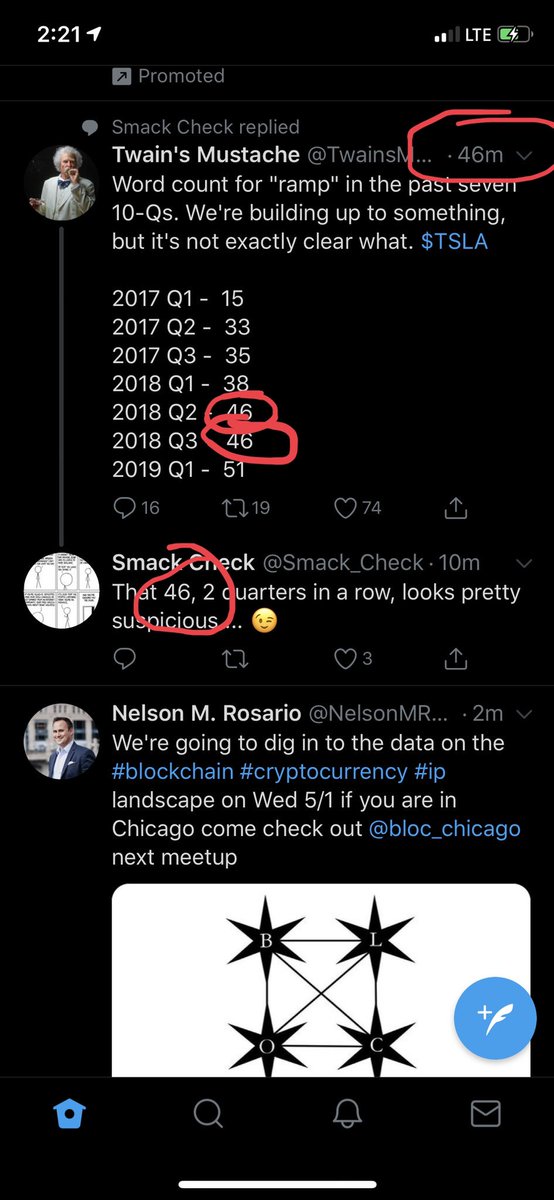 2:21
LTE
Promoted
Smack Check replied
Twain's Mustache @TwainsM... · 46m
Word count for "ramp" in the past seven
10-Qs. We're building up to something,
but it's not exactly clear what. $TSLA
2017 Q1 - 15
2017 Q2 - 33
2017 Q3 - 35
2018 Q1 - 38
2018 Q2 - 46
2018 Q3 - 46
2019 Q1 - 51
16 19 74
Smack Check @Smack_Check · 10m
That 46, 2 quarters in a row, looks pretty
suspicious ... 😉
3
Nelson M. Rosario @NelsonMR... · 2m
We're going to dig in to the data on the
#blockchain #cryptocurrency #ip
landscape on Wed 5/1 if you are in
Chicago come check out @bloc_chicago
next meetup
B L
O C